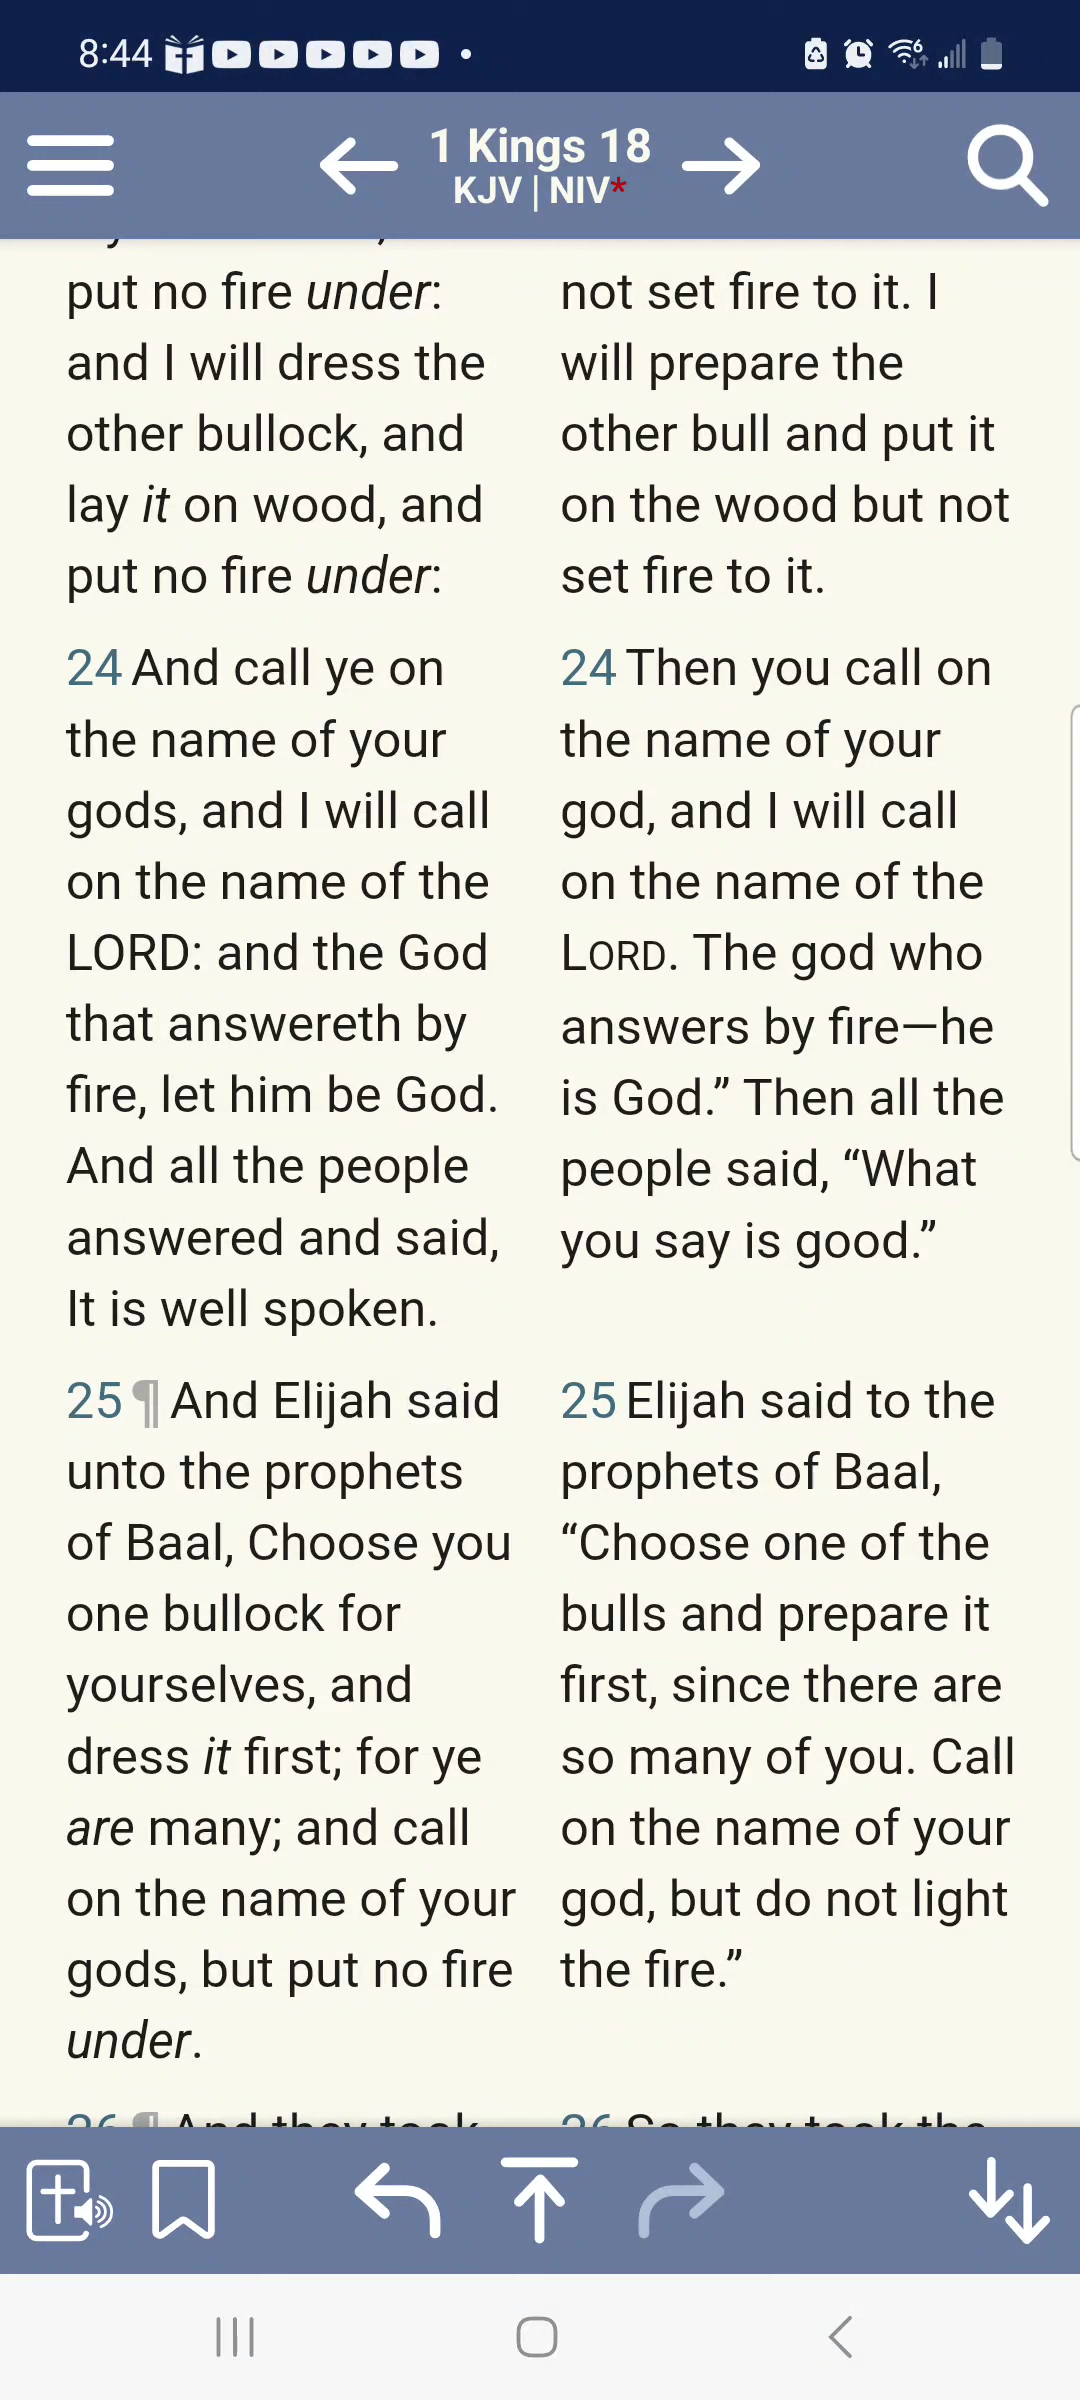 8:44
1 Kings 18
KJV | NIV*
put no fire under:
and I will dress the
other bullock, and
lay it on wood, and
put no fire under:
24 And call ye on
the name of your
gods, and I will call
on the name of the
LORD: and the God
that answereth by
fire, let him be God.
And all the people
answered and said,
It is well spoken.
25 ¶ And Elijah said
unto the prophets
of Baal, Choose you
one bullock for
yourselves, and
dress it first; for ye
are many; and call
on the name of your
gods, but put no fire
under.
26 ¶ And they took
not set fire to it. I
will prepare the
other bull and put it
on the wood but not
set fire to it.
24 Then you call on
the name of your
god, and I will call
on the name of the
LORD. The god who
answers by fire—he
is God.” Then all the
people said, “What
you say is good.”
25 Elijah said to the
prophets of Baal,
“Choose one of the
bulls and prepare it
first, since there are
so many of you. Call
on the name of your
god, but do not light
the fire.”
26 So they took the